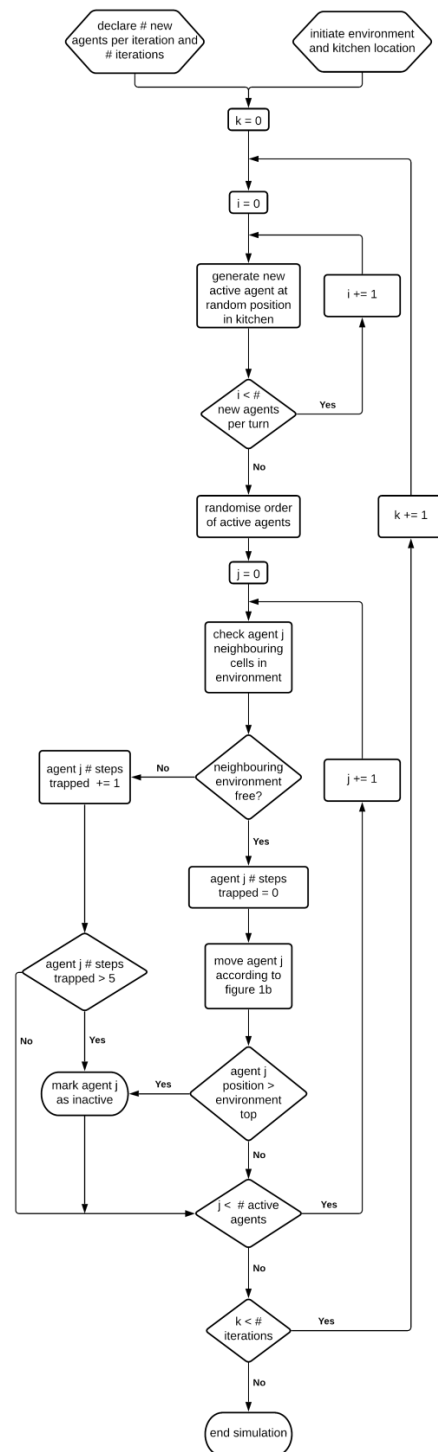 declare # new
agents per iteration and
# iterations
initiate environment
and kitchen location
k = 0
i = 0
generate new
active agent at
random position
in kitchen
i += 1
i < #
new agents
per turn
Yes
No
randomise order
of active agents
k += 1
j = 0
check agent j
neighbouring
cells in
environment
agent j # steps
trapped += 1
No
neighbouring
environment
free?
j += 1
Yes
agent j # steps
trapped = 0
agent j # steps
trapped > 5
move agent j
according to
figure 1b
No
Yes
mark agent j
as inactive
Yes
agent j
position >
environment
top
No
j < # active
agents
Yes
No
k < #
iterations
Yes
No
end simulation